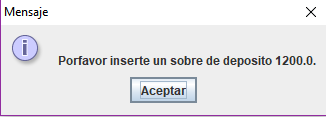 Mensaje
Porfavor inserte un sobre de deposito 1200.0.
Aceptar